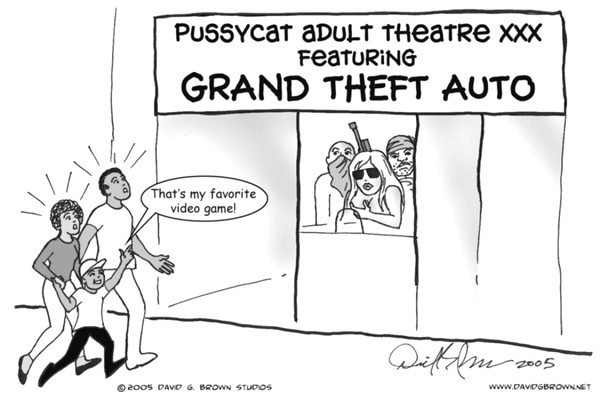 PUSSYCAT ADULT THEATRE XXX
FEATURING
GRAND THEFT AUTO
That's my favorite
video game!
2005
© 2005 DAVID G. BROWN STUDIOS
WWW.DAVIDGBROWN.NET